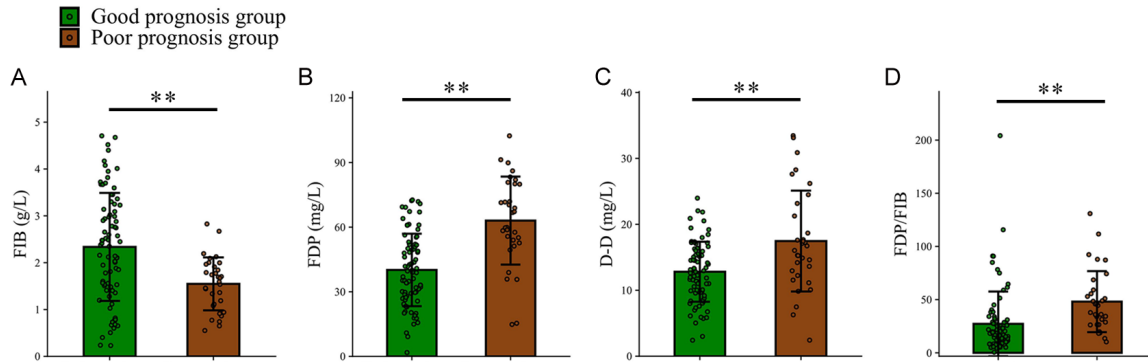 Good prognosis group
Poor prognosis group
A
B
C
D
**
**
**
**
FIB (g/L)
5
4
3
2
1
0
FDP (mg/L)
120
90
60
30
0
D-D (mg/L)
40
30
20
10
0
FDP/FIB
200
150
100
50
0